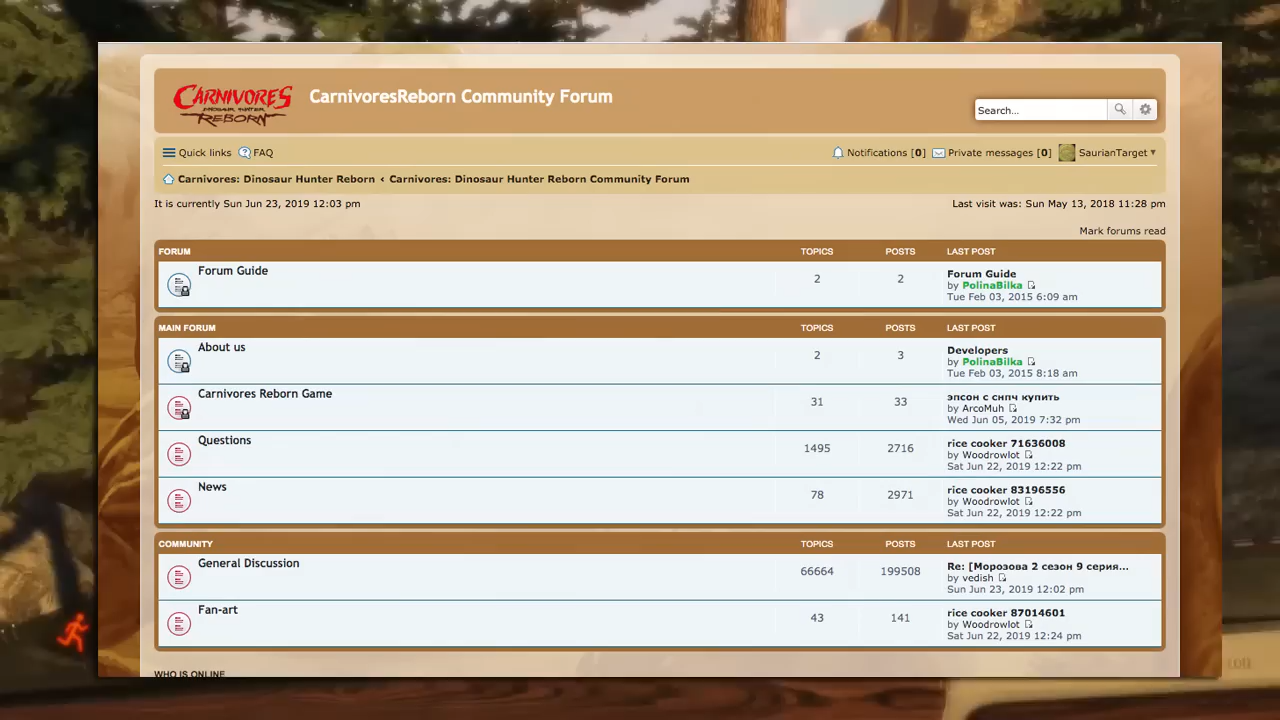 CARNIVORES
DINOSAUR HUNTER
REBORN
CarnivoresReborn Community Forum
Search...
Quick links FAQ
Notifications [0] Private messages [0] SaurianTarget
Carnivores: Dinosaur Hunter Reborn ‹ Carnivores: Dinosaur Hunter Reborn Community Forum
It is currently Sun Jun 23, 2019 12:03 pm
Last visit was: Sun May 13, 2018 11:28 pm
Mark forums read
FORUM TOPICS POSTS LAST POST
Forum Guide 2 2 Forum Guide
by PolinaBilka
Tue Feb 03, 2015 6:09 am
MAIN FORUM TOPICS POSTS LAST POST
About us 2 3 Developers
by PolinaBilka
Tue Feb 03, 2015 8:18 am
Carnivores Reborn Game 31 33 эпсон с снпч купить
by ArcoMuh
Wed Jun 05, 2019 7:32 pm
Questions 1495 2716 rice cooker 71636008
by Woodrowlot
Sat Jun 22, 2019 12:22 pm
News 78 2971 rice cooker 83196556
by Woodrowlot
Sat Jun 22, 2019 12:22 pm
COMMUNITY TOPICS POSTS LAST POST
General Discussion 66664 199508 Re: [Морозова 2 сезон 9 серия...
by vedish
Sun Jun 23, 2019 12:02 pm
Fan-art 43 141 rice cooker 87014601
by Woodrowlot
Sat Jun 22, 2019 12:24 pm
WHO IS ONLINE